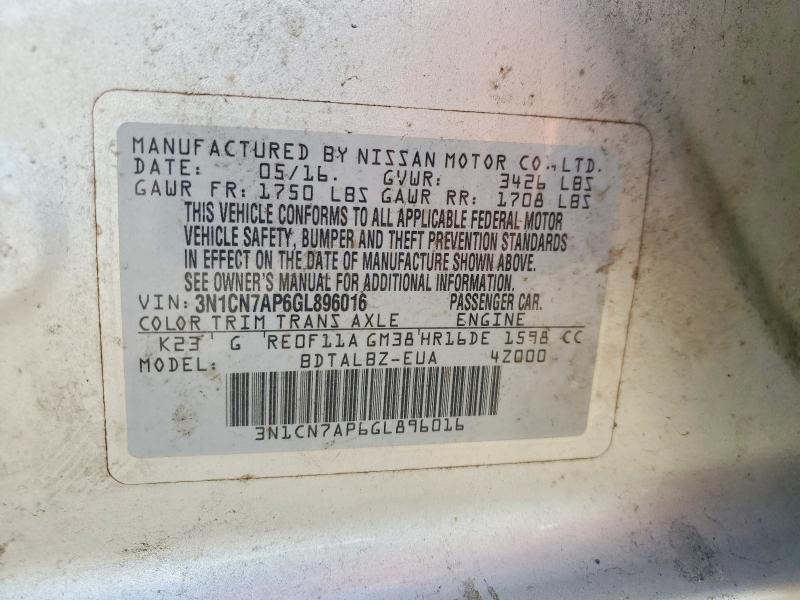 MANUFACTURED BY NISSAN MOTOR CO., LTD.
DATE: 05/16. GVWR: 3426 LBS
GAWR FR: 1750 LBS GAWR RR: 1708 LBS
THIS VEHICLE CONFORMS TO ALL APPLICABLE FEDERAL MOTOR
VEHICLE SAFETY, BUMPER AND THEFT PREVENTION STANDARDS
IN EFFECT ON THE DATE OF MANUFACTURE SHOWN ABOVE.
SEE OWNER'S MANUAL FOR ADDITIONAL INFORMATION.
VIN: 3N1CN7AP6GL896016 PASSENGER CAR.
COLOR TRIM TRANS AXLE ENGINE
K23 G RE0F11A GM38 HR16DE 1598 CC
MODEL: BDTALBZ-EUA 4Z000
3N1CN7AP6GL896016